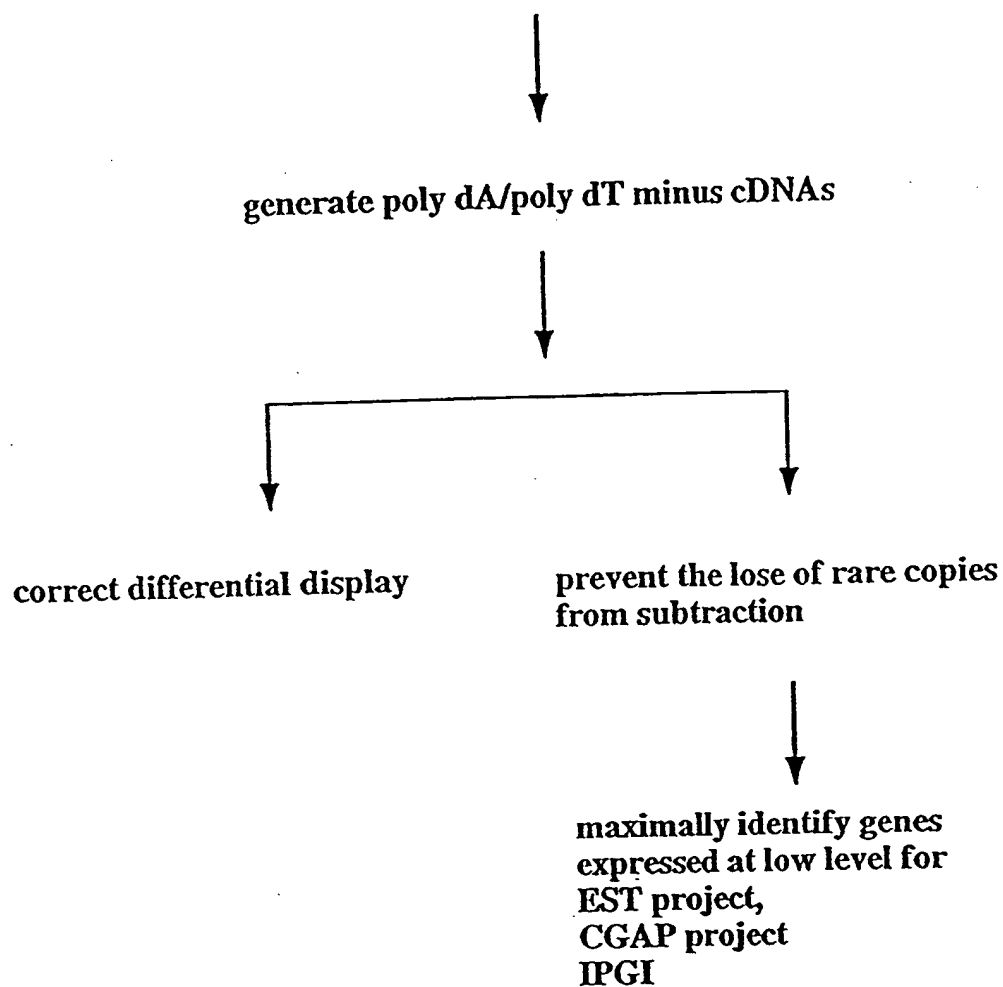 generate poly dA/poly dT minus cDNAs
correct differential display
prevent the lose of rare copies
from subtraction
maximally identify genes
expressed at low level for
EST project,
CGAP project
IPGI